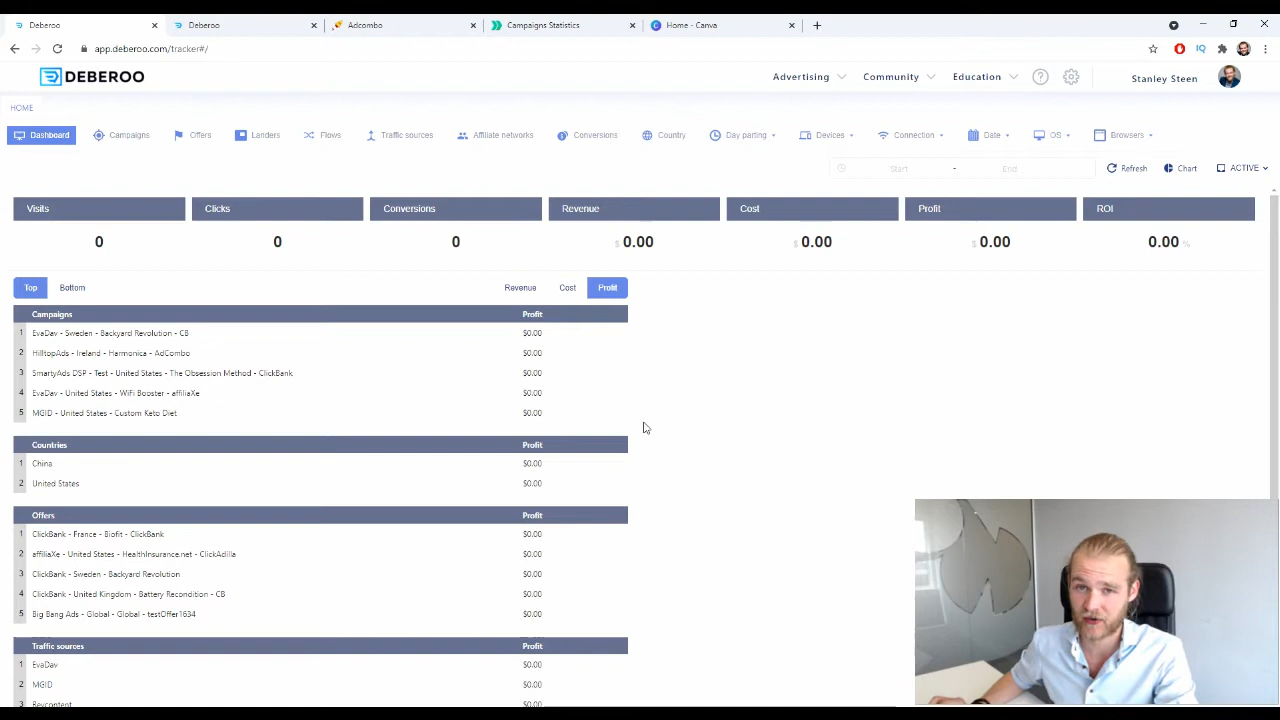 Deberoo
Deberoo
Adcombo
Campaigns Statistics
Home - Canva
app.deberoo.com/tracker#/
IQ
DEBEROO
Advertising
Community
Education
Stanley Steen
HOME
Dashboard
Campaigns
Offers
Landers
Flows
Traffic sources
Affiliate networks
Conversions
Country
Day parting
Devices
Connection
Date
OS
Browsers
Start - End
Refresh
Chart
ACTIVE
Visits Clicks Conversions Revenue Cost Profit ROI
0 0 0 $ 0.00 $ 0.00 $ 0.00 0.00 %
Top Bottom Revenue Cost Profit
Campaigns Profit
1 EvaDav - Sweden - Backyard Revolution - CB $0.00
2 HilltopAds - Ireland - Harmonica - AdCombo $0.00
3 SmartyAds DSP - Test - United States - The Obsession Method - ClickBank $0.00
4 EvaDav - United States - WiFi Booster - affiliaXe $0.00
5 MGID - United States - Custom Keto Diet $0.00
Countries Profit
1 China $0.00
2 United States $0.00
Offers Profit
1 ClickBank - France - Biofit - ClickBank $0.00
2 affiliaXe - United States - HealthInsurance.net - ClickAdilla $0.00
3 ClickBank - Sweden - Backyard Revolution $0.00
4 ClickBank - United Kingdom - Battery Recondition - CB $0.00
5 Big Bang Ads - Global - Global - testOffer1634 $0.00
Traffic sources Profit
1 EvaDav $0.00
2 MGID $0.00
3 Revcontent $0.00